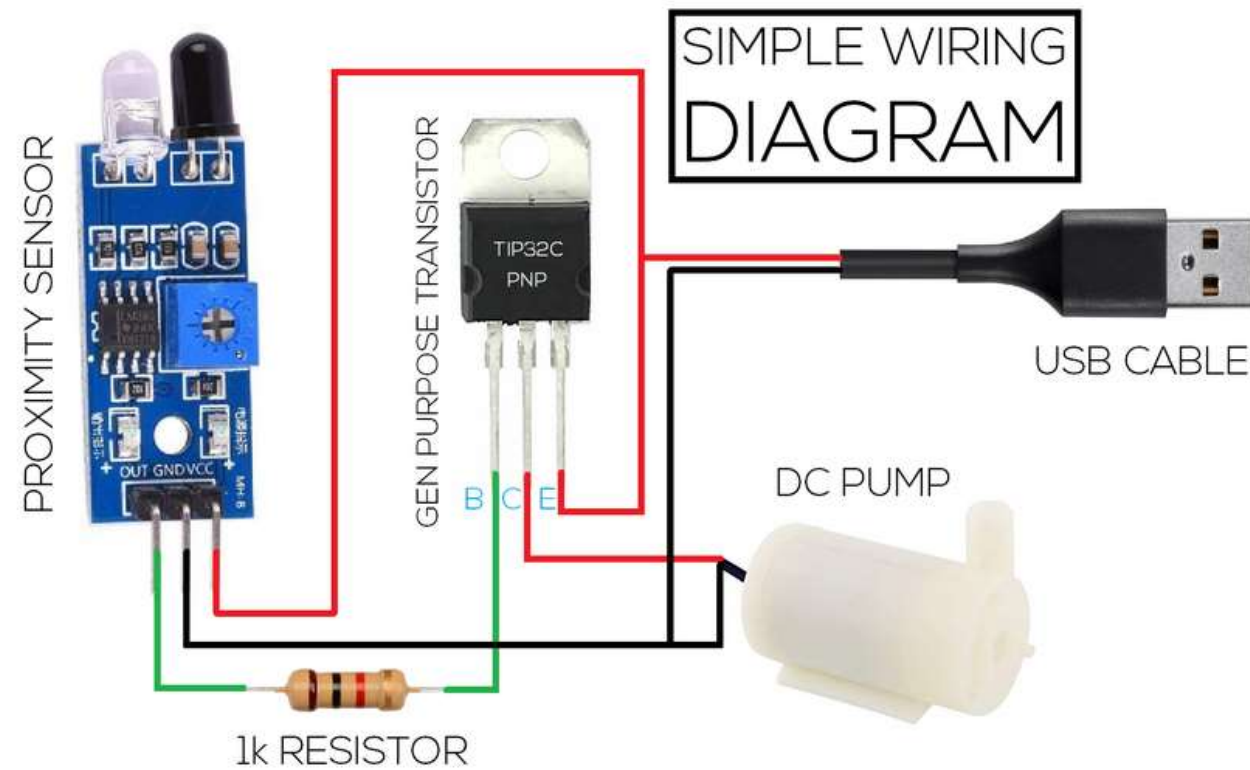 SIMPLE WIRING
DIAGRAM
PROXIMITY SENSOR
GEN PURPOSE TRANSISTOR
TIP32C
PNP
USB CABLE
OUT GND VCC
MH-B
B C E
DC PUMP
1k RESISTOR